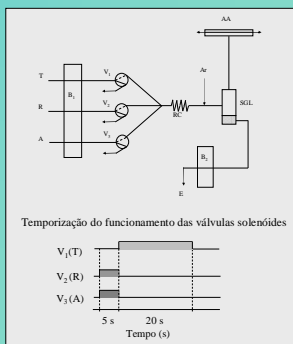 AA
T
V1
B1
Ar
R
V2
SGL
RC
A
V3
B2
E
Temporização do funcionamento das válvulas solenóides
V1(T)
V2(R)
V3(A)
5 s 20 s
Tempo (s)